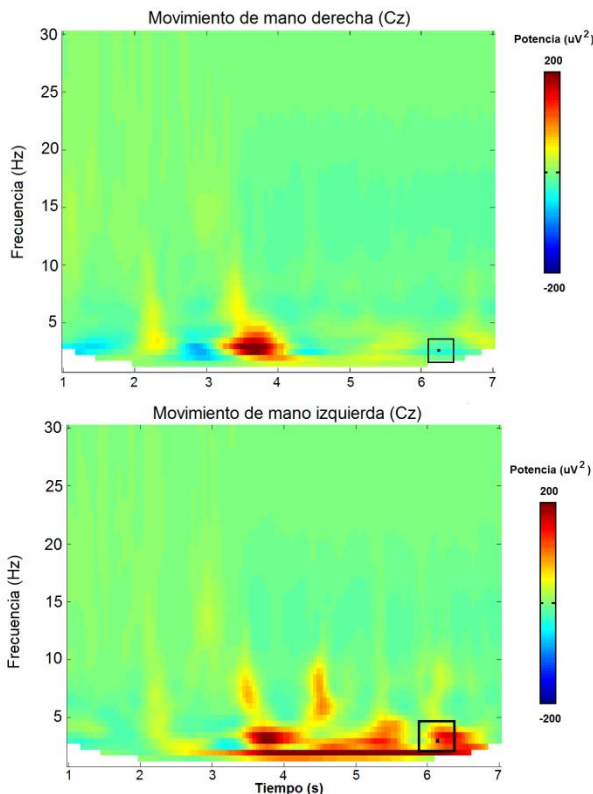 Movimiento de mano derecha (Cz)
Potencia (uV²)
200
-200
Frecuencia (Hz)
30
25
20
15
10
5
1 2 3 4 5 6 7
Movimiento de mano izquierda (Cz)
Potencia (uV²)
200
-200
Frecuencia (Hz)
30
25
20
15
10
5
1 2 3 4 5 6 7
Tiempo (s)